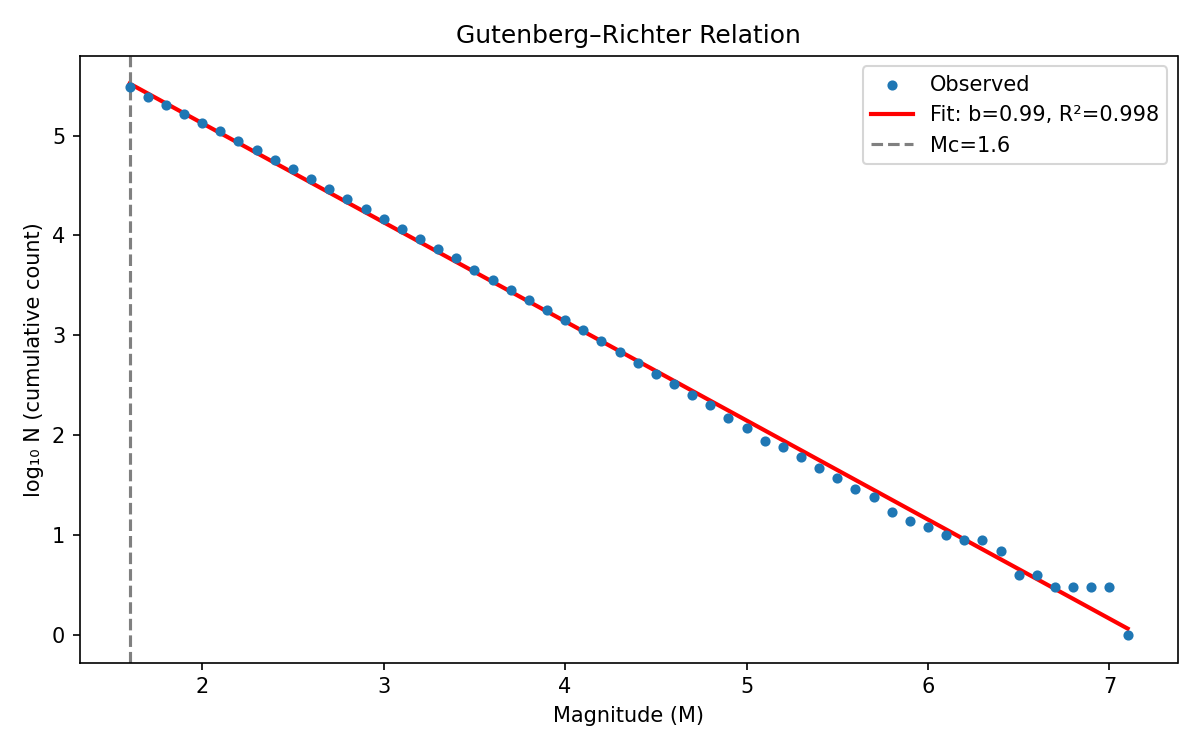 Gutenberg–Richter Relation
Observed
Fit: b=0.99, R²=0.998
Mc=1.6
log₁₀ N (cumulative count)
5
4
3
2
1
0
2 3 4 5 6 7
Magnitude (M)